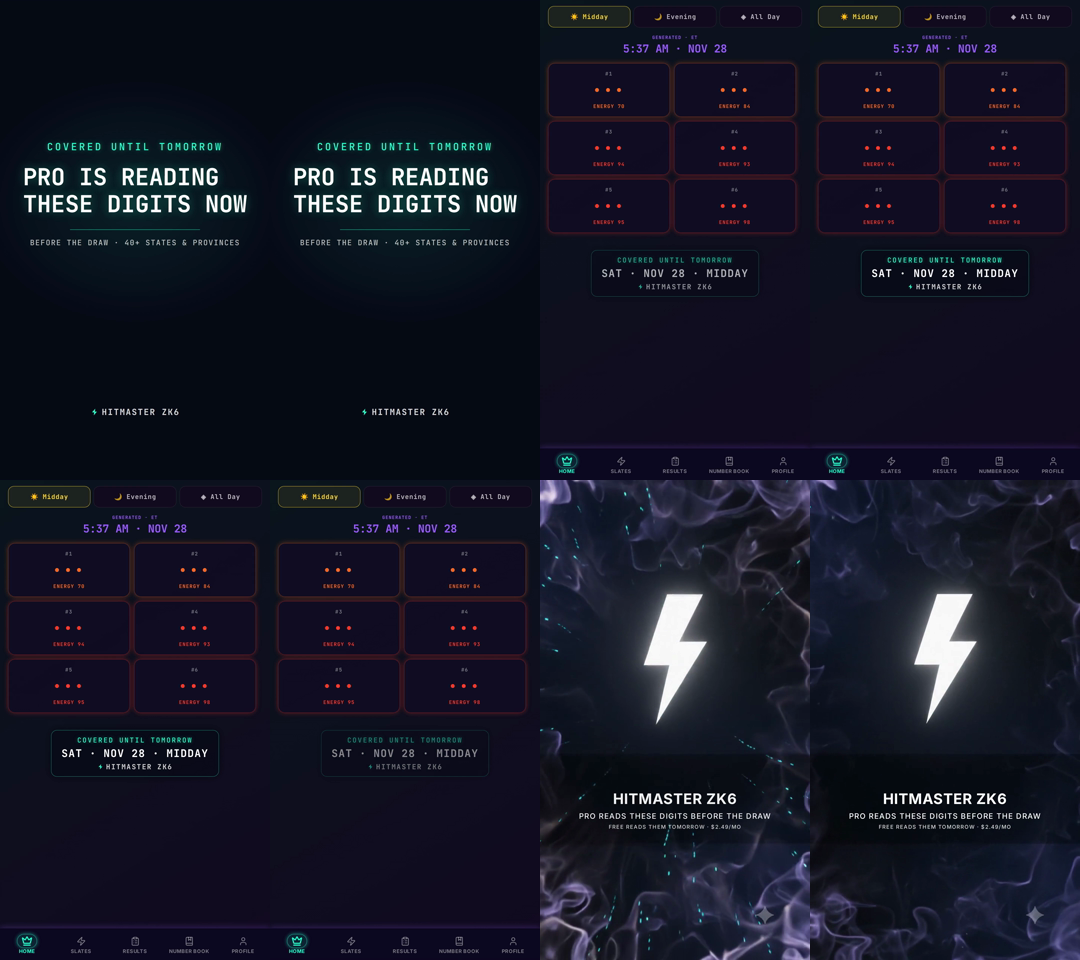 COVERED UNTIL TOMORROW
PRO IS READING
THESE DIGITS NOW
BEFORE THE DRAW · 40+ STATES & PROVINCES
HITMASTER ZK6
COVERED UNTIL TOMORROW
PRO IS READING
THESE DIGITS NOW
BEFORE THE DRAW · 40+ STATES & PROVINCES
HITMASTER ZK6
Midday Evening All Day
GENERATED · ET
5:37 AM · NOV 28
#1 #2
ENERGY 70 ENERGY 84
#3 #4
ENERGY 94 ENERGY 93
#5 #6
ENERGY 95 ENERGY 98
COVERED UNTIL TOMORROW
SAT · NOV 28 · MIDDAY
HITMASTER ZK6
HOME SLATES RESULTS NUMBER BOOK PROFILE
Midday Evening All Day
GENERATED · ET
5:37 AM · NOV 28
#1 #2
ENERGY 70 ENERGY 84
#3 #4
ENERGY 94 ENERGY 93
#5 #6
ENERGY 95 ENERGY 98
COVERED UNTIL TOMORROW
SAT · NOV 28 · MIDDAY
HITMASTER ZK6
HOME SLATES RESULTS NUMBER BOOK PROFILE
Midday Evening All Day
GENERATED · ET
5:37 AM · NOV 28
#1 #2
ENERGY 70 ENERGY 84
#3 #4
ENERGY 94 ENERGY 93
#5 #6
ENERGY 95 ENERGY 98
COVERED UNTIL TOMORROW
SAT · NOV 28 · MIDDAY
HITMASTER ZK6
HOME SLATES RESULTS NUMBER BOOK PROFILE
Midday Evening All Day
GENERATED · ET
5:37 AM · NOV 28
#1 #2
ENERGY 70 ENERGY 84
#3 #4
ENERGY 94 ENERGY 93
#5 #6
ENERGY 95 ENERGY 98
COVERED UNTIL TOMORROW
SAT · NOV 28 · MIDDAY
HITMASTER ZK6
HOME SLATES RESULTS NUMBER BOOK PROFILE
HITMASTER ZK6
PRO READS THESE DIGITS BEFORE THE DRAW
FREE READS THEM TOMORROW · $2.49/MO
HITMASTER ZK6
PRO READS THESE DIGITS BEFORE THE DRAW
FREE READS THEM TOMORROW · $2.49/MO